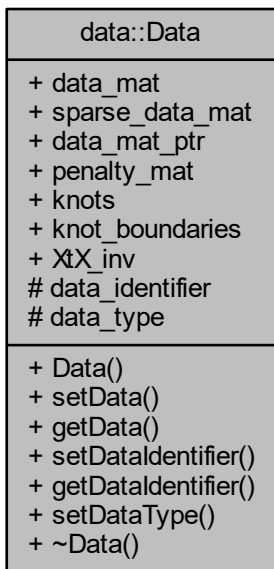 data::Data
+ data_mat
+ sparse_data_mat
+ data_mat_ptr
+ penalty_mat
+ knots
+ knot_boundaries
+ XtX_inv
# data_identifier
# data_type
+ Data()
+ setData()
+ getData()
+ setDataIdentifier()
+ getDataIdentifier()
+ setDataType()
+ ~Data()